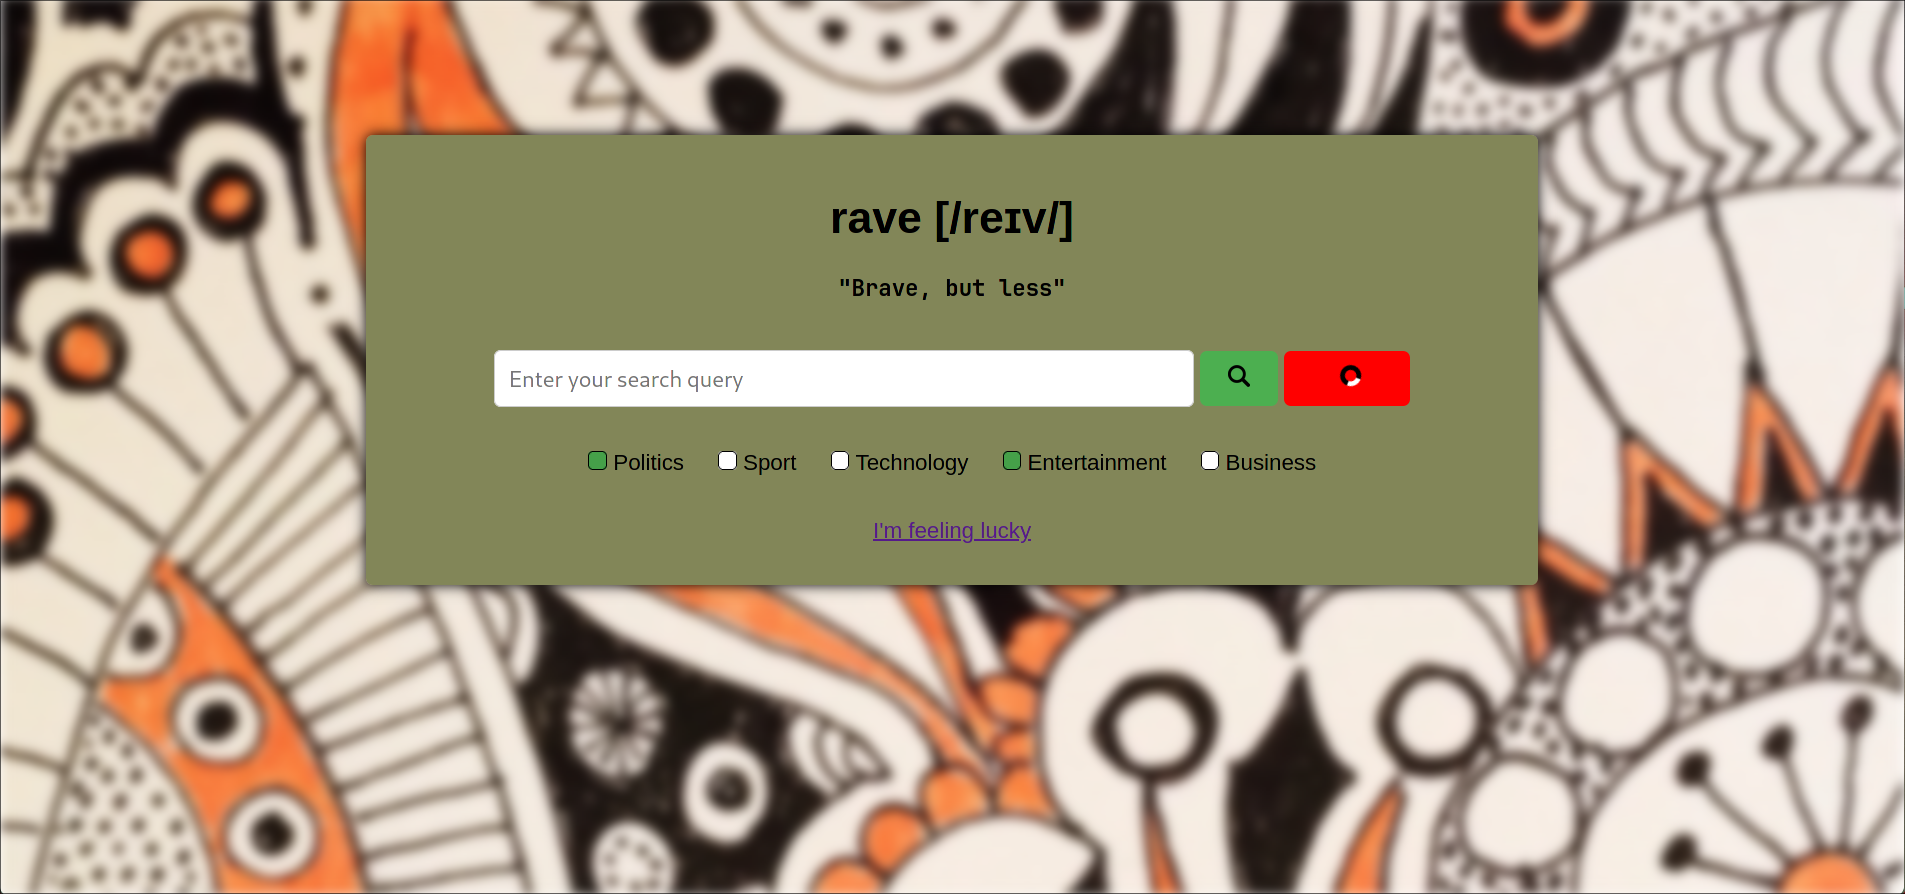 rave [/reɪv/]
"Brave, but less"
Enter your search query
Politics Sport Technology Entertainment Business
I'm feeling lucky